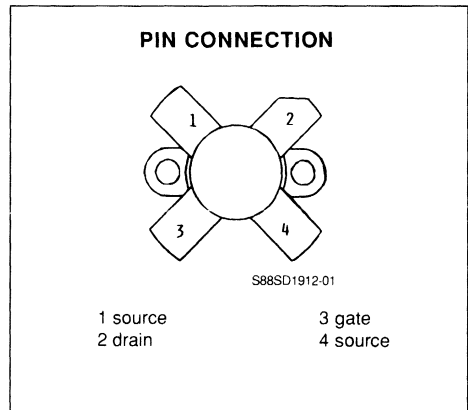 PIN CONNECTION
1 2
3 4
S88SD1912-01
1 source 3 gate
2 drain 4 source